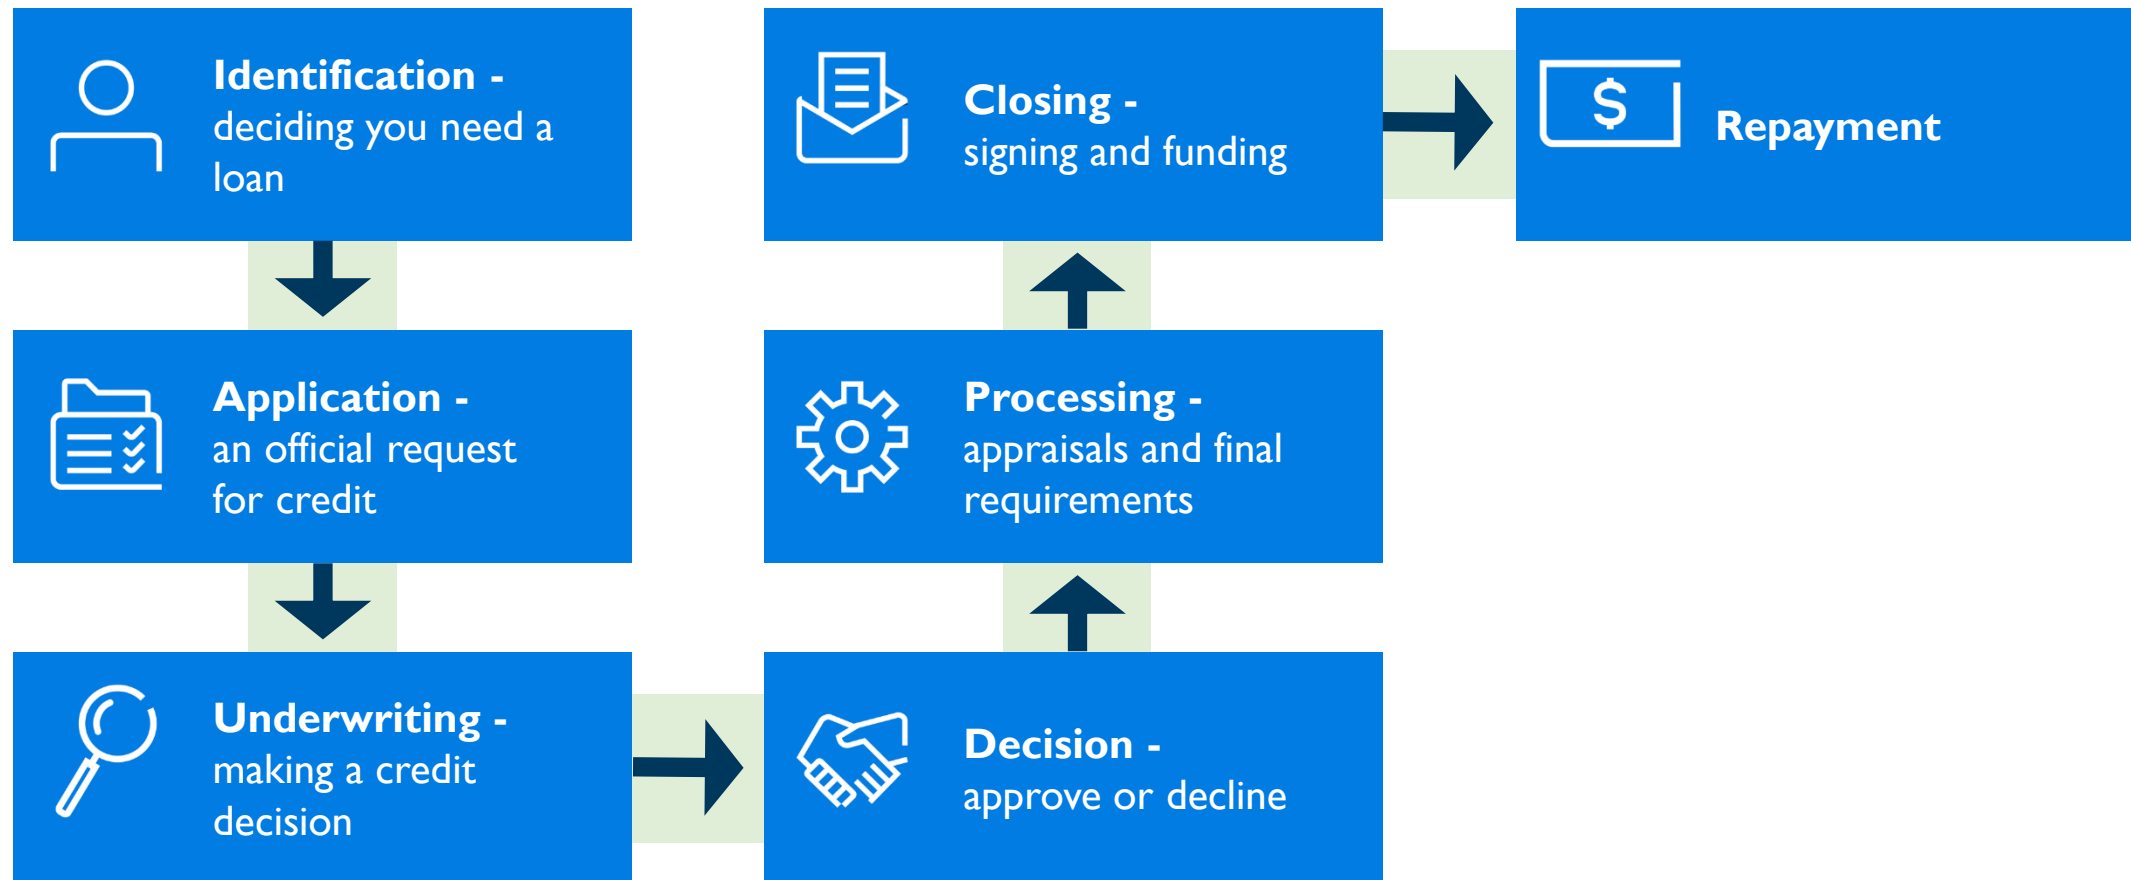 Identification -
deciding you need a
loan
Application -
an official request
for credit
Underwriting -
making a credit
decision
Decision -
approve or decline
Processing -
appraisals and final
requirements
Closing -
signing and funding
$
Repayment